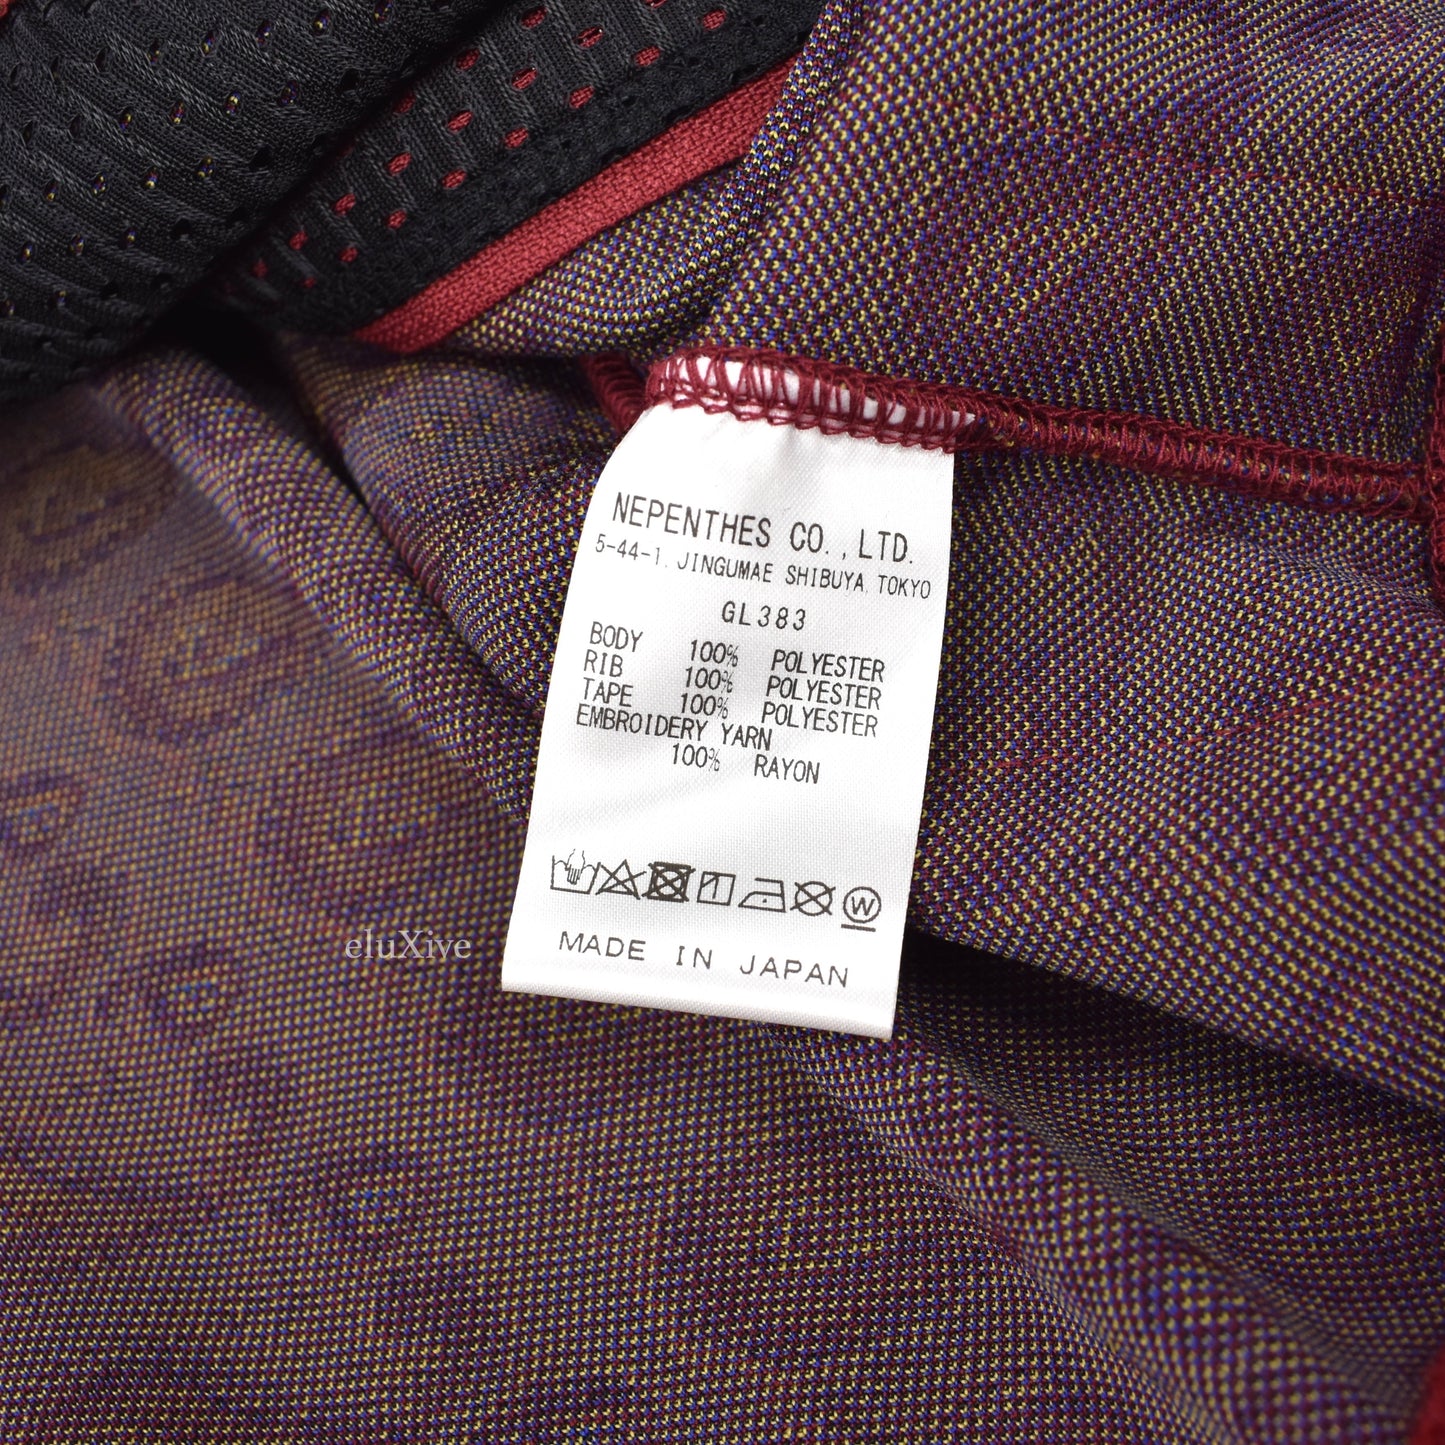 NEPENTHES CO., LTD.
5-44-1, JINGUMAE SHIBUYA, TOKYO
GL383
BODY 100% POLYESTER
RIB 100% POLYESTER
TAPE 100% POLYESTER
EMBROIDERY YARN
100% RAYON
W
MADE IN JAPAN
eluXive